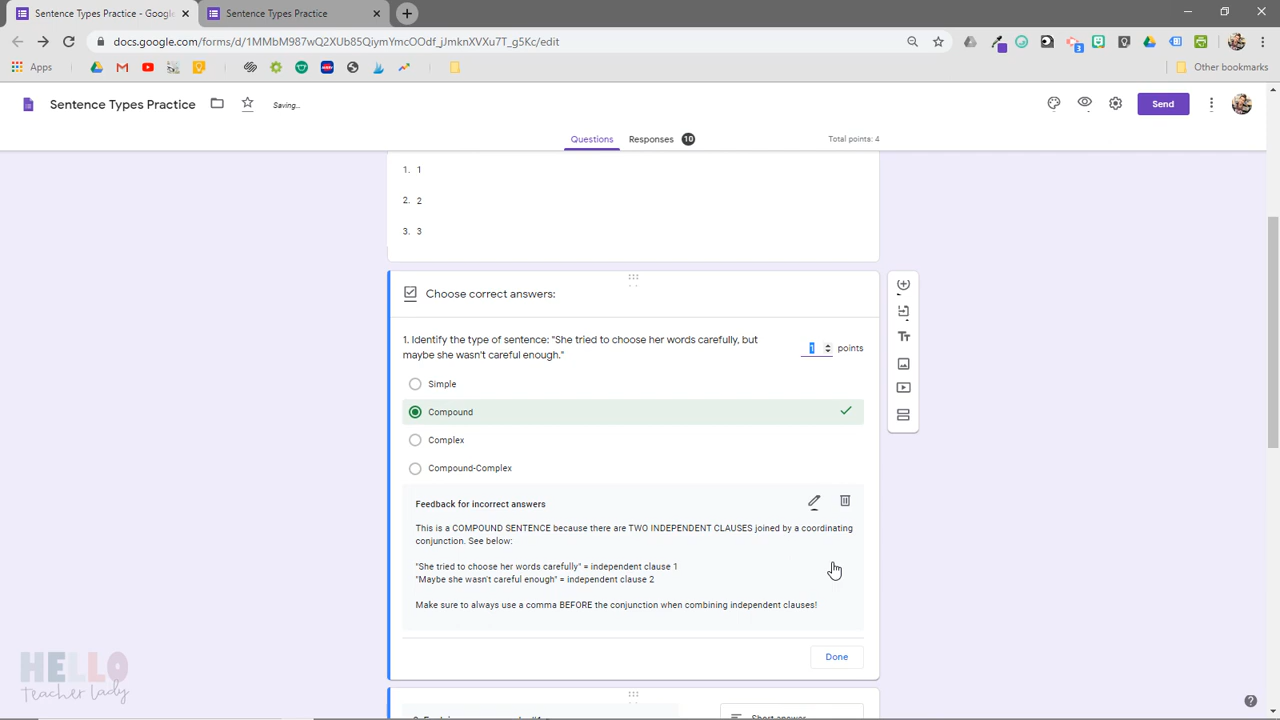 Sentence Types Practice - Google
Sentence Types Practice
docs.google.com/forms/d/1MMbM987wQ2XUb85QiymYmcOOdf_jJmknXVXu7T_g5Kc/edit
Apps
3
Other bookmarks
Sentence Types Practice
Saving...
Send
Questions
Responses
10
Total points: 4
1. 1
2. 2
3. 3
Choose correct answers:
1. Identify the type of sentence: "She tried to choose her words carefully, but
maybe she wasn't careful enough."
1
points
Simple
Compound
Complex
Compound-Complex
Feedback for incorrect answers
This is a COMPOUND SENTENCE because there are TWO INDEPENDENT CLAUSES joined by a coordinating
conjunction. See below:
"She tried to choose her words carefully" = independent clause 1
"Maybe she wasn't careful enough" = independent clause 2
Make sure to always use a comma BEFORE the conjunction when combining independent clauses!
Done
Short answer
HELLO
teacher lady